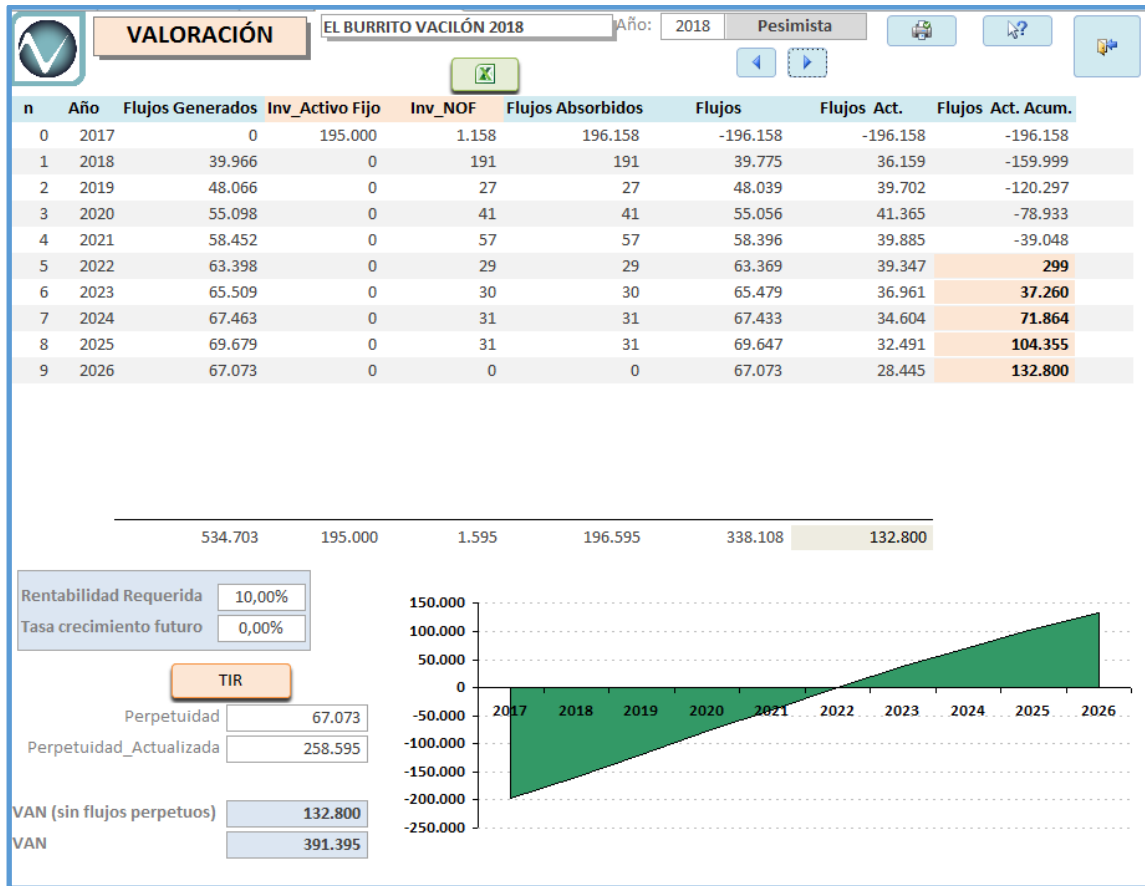 VALORACIÓN EL BURRITO VACILÓN 2018 Año: 2018 Pesimista
n Año Flujos Generados Inv_Activo Fijo Inv_NOF Flujos Absorbidos Flujos Flujos Act. Flujos Act. Acum.
0 2017 0 195.000 1.158 196.158 -196.158 -196.158 -196.158
1 2018 39.966 0 191 191 39.775 36.159 -159.999
2 2019 48.066 0 27 27 48.039 39.702 -120.297
3 2020 55.098 0 41 41 55.056 41.365 -78.933
4 2021 58.452 0 57 57 58.396 39.885 -39.048
5 2022 63.398 0 29 29 63.369 39.347 299
6 2023 65.509 0 30 30 65.479 36.961 37.260
7 2024 67.463 0 31 31 67.433 34.604 71.864
8 2025 69.679 0 31 31 69.647 32.491 104.355
9 2026 67.073 0 0 0 67.073 28.445 132.800
534.703 195.000 1.595 196.595 338.108 132.800
Rentabilidad Requerida 10,00%
Tasa crecimiento futuro 0,00%
TIR
Perpetuidad 67.073
Perpetuidad_Actualizada 258.595
VAN (sin flujos perpetuos) 132.800
VAN 391.395
150.000
100.000
50.000
0
-50.000
-100.000
-150.000
-200.000
-250.000
2017 2018 2019 2020 2021 2022 2023 2024 2025 2026